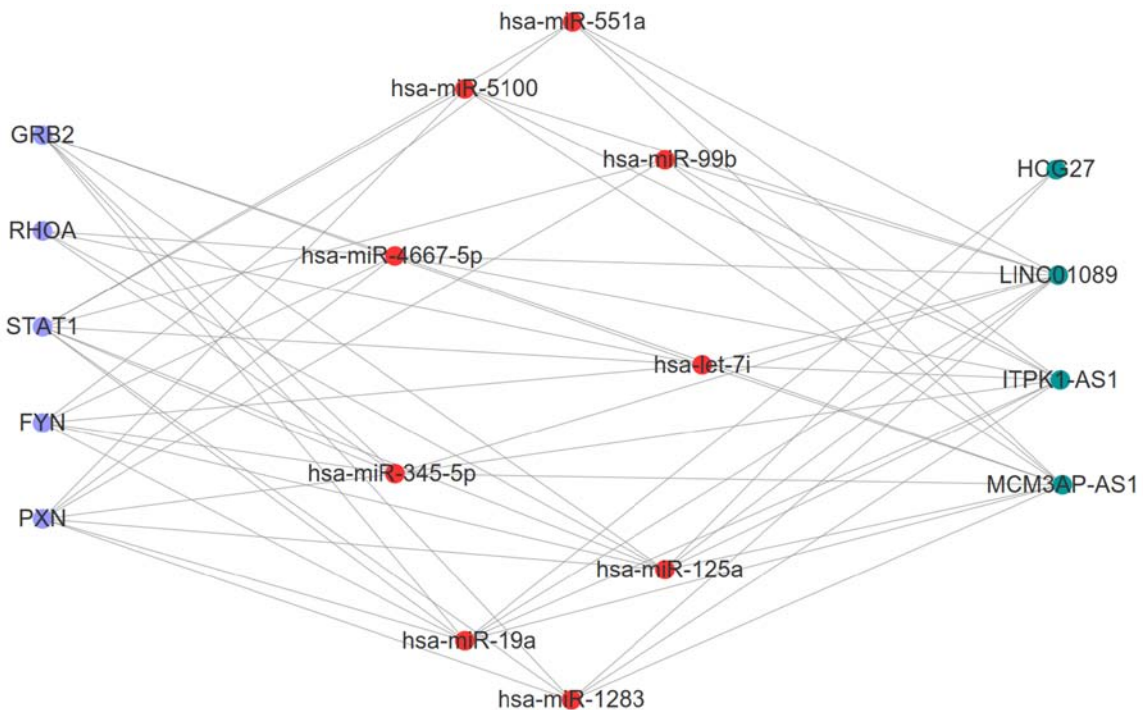 hsa-miR-551a
hsa-miR-5100
GRB2
hsa-miR-99b
HCG27
RHOA
hsa-miR-4667-5p
LINC01089
STAT1
hsa-let-7i
ITPK1-AS1
FYN
hsa-miR-345-5p
MCM3AP-AS1
PXN
hsa-miR-125a
hsa-miR-19a
hsa-miR-1283